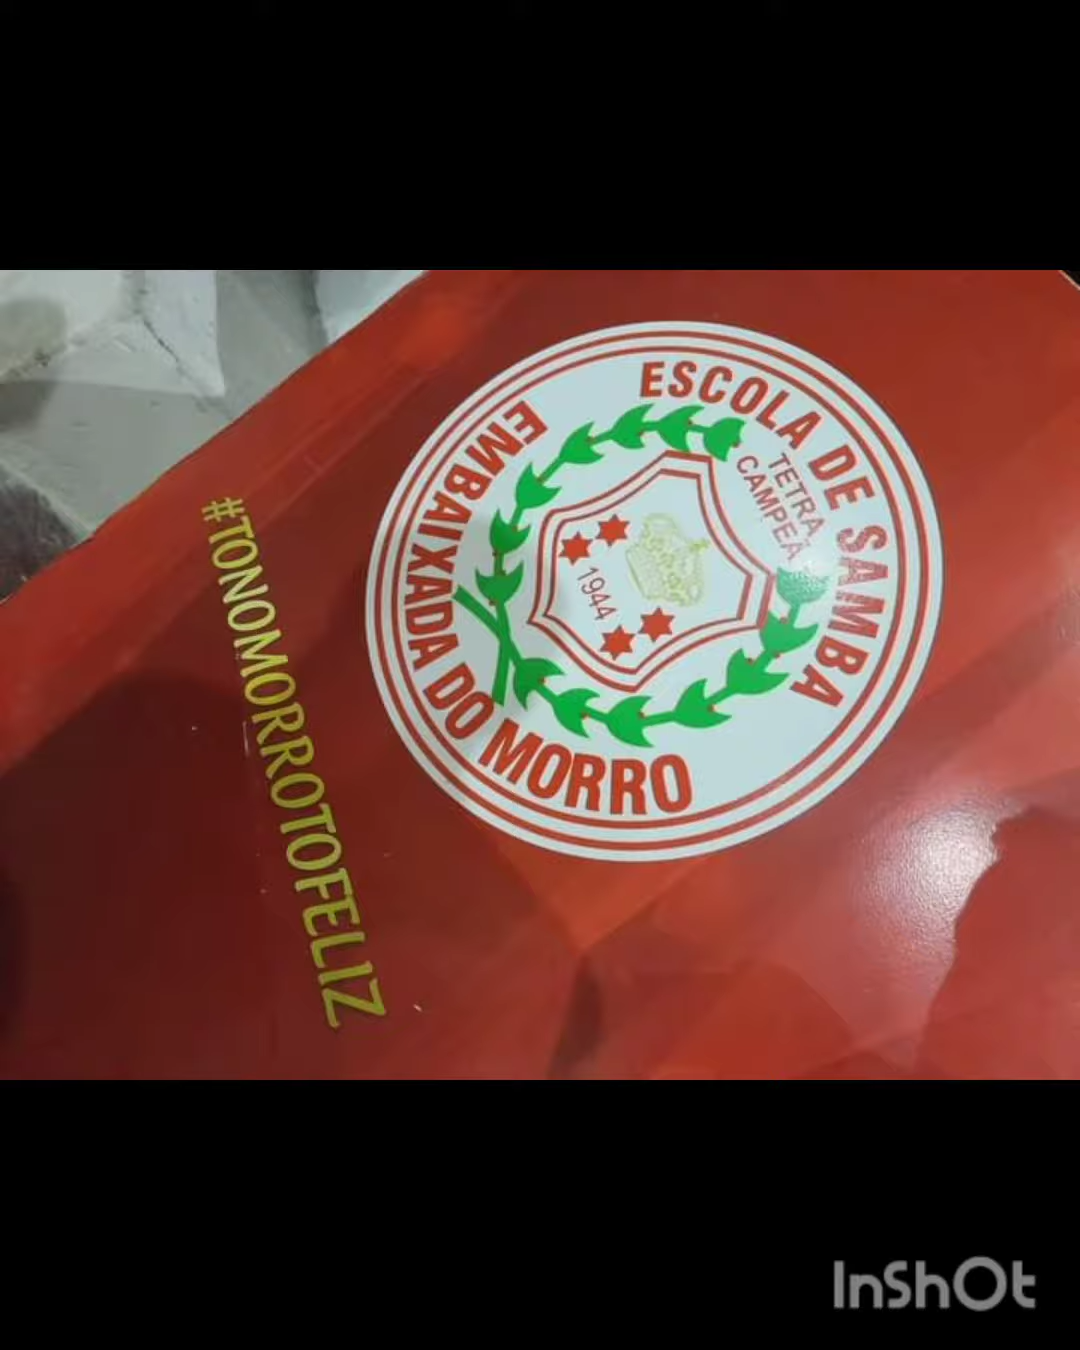 ESCOLA DE SAMBA
TETRA
CAMPEÃ
1944
EMBAIXADA DO MORRO
#TONOMORROTOFELIZ
InShOt